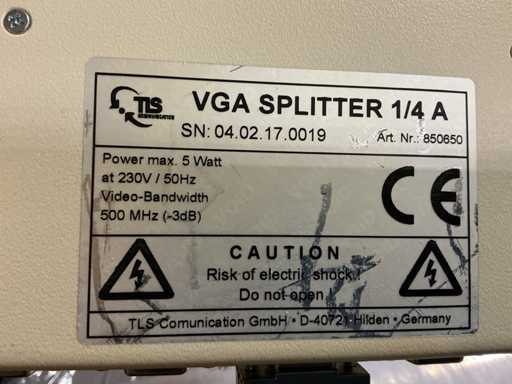 TLS VGA SPLITTER 1/4 A
COMMUNICATION
SN: 04.02.17.0019 Art. Nr.: 850650
Power max. 5 Watt
at 230V / 50Hz
Video-Bandwidth
500 MHz (-3dB)
CE
CAUTION
Risk of electric shock!
Do not open
TLS Comunication GmbH • D-40721 Hilden • Germany